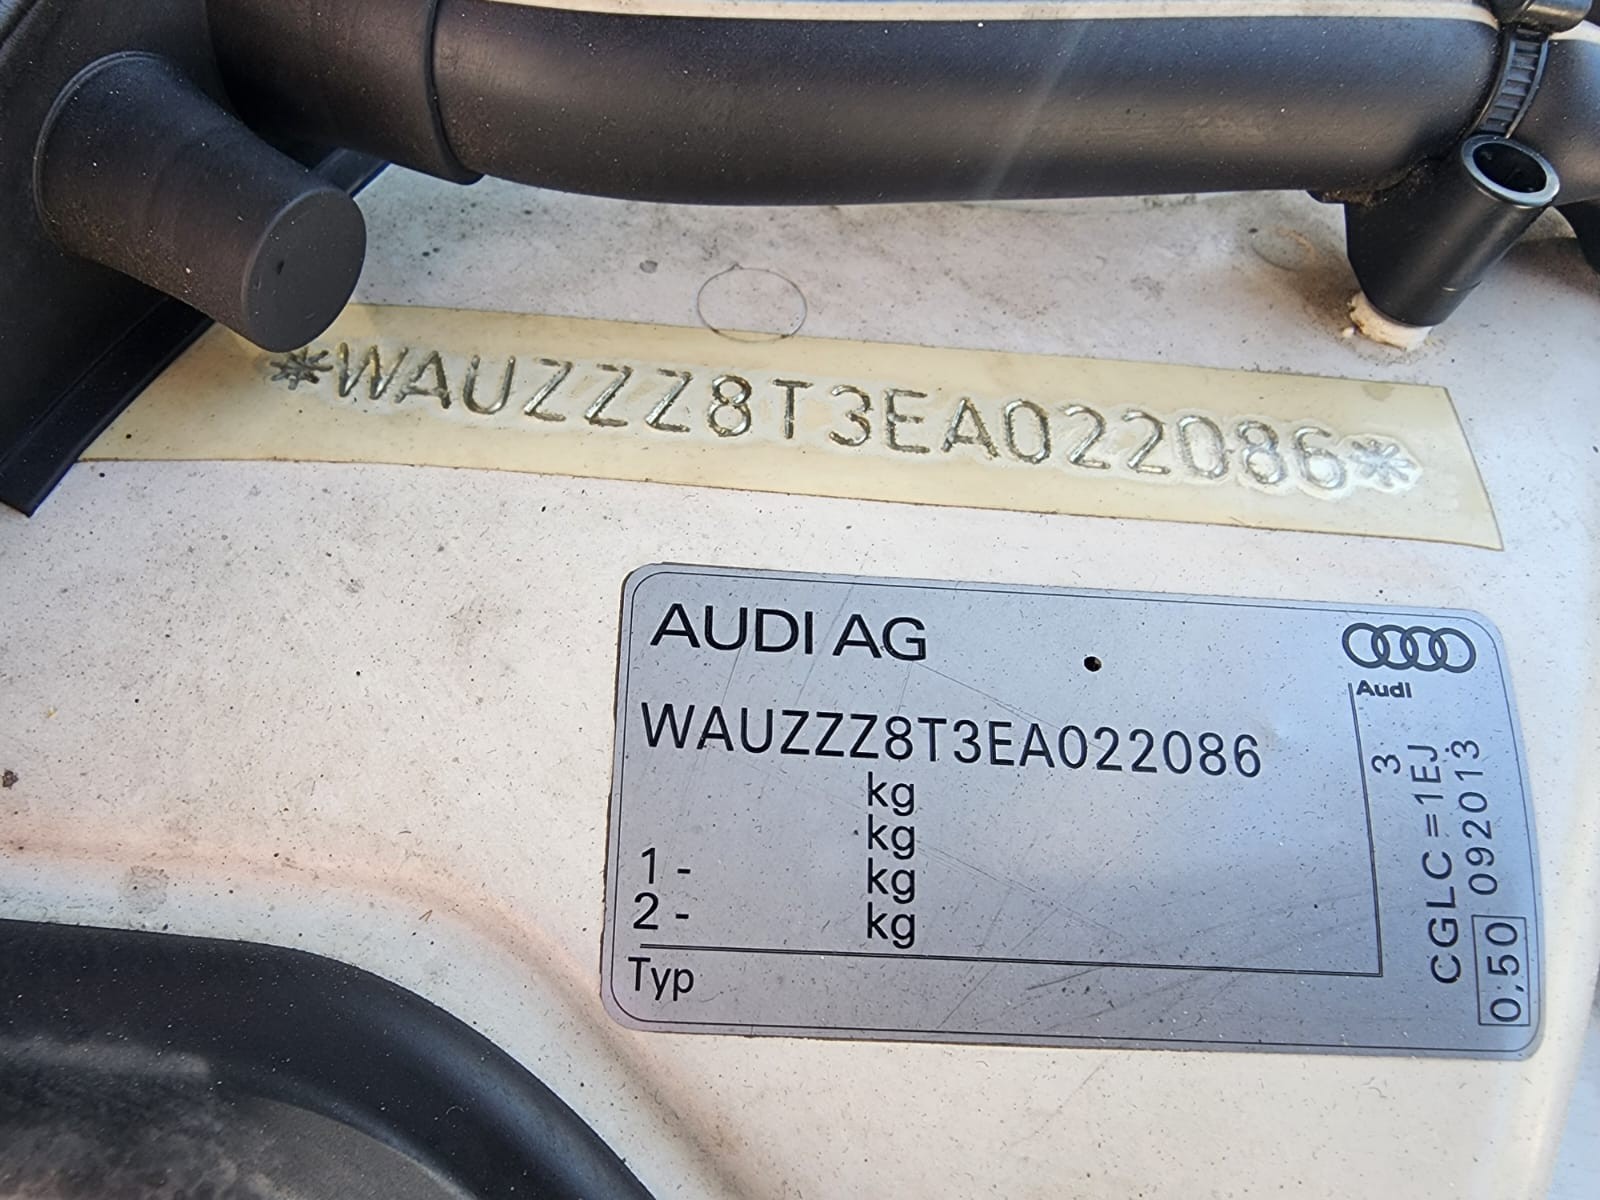 *WAUZZZ8T3EA022086*
AUDI AG
Audi
WAUZZZ8T3EA022086
kg
kg
1 - kg
2 - kg
Typ
3
CGLC = 1EJ
0,50 092013